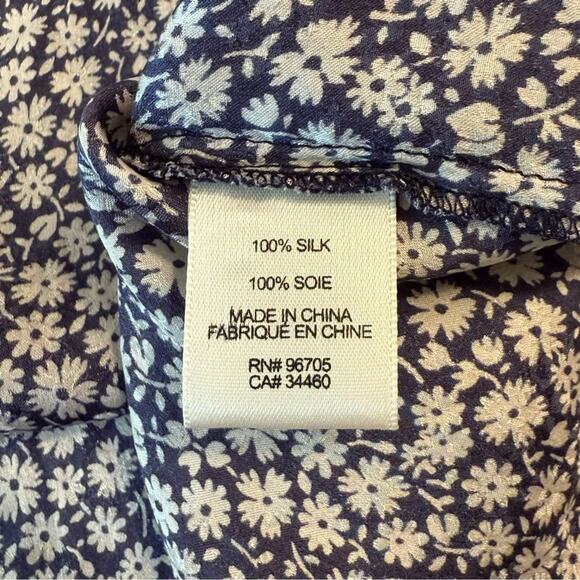 100% SILK
100% SOIE
MADE IN CHINA
FABRIQUÉ EN CHINE
RN# 96705
CA# 34460